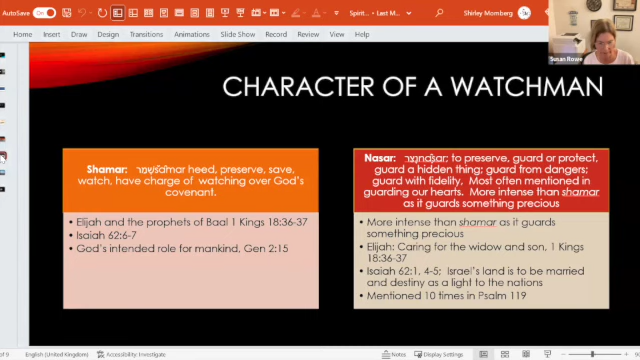 AutoSave On Spirit... • Last M... Shirley Momberg
Insert Draw Design Transitions Animations Slide Show Record Review View
Susan Rowe
CHARACTER OF A WATCHMAN
Shamar: heed, preserve, save,
watch, have charge of watching over God's
covenant.
Elijah and the prophets of Baal 1 Kings 18:36-37
Isaiah 62:6-7
God's intended role for mankind, Gen 2:15
Nasar: to preserve, guard or protect,
guard a hidden thing; guard from dangers;
guard with fidelity. Most often mentioned in
guarding our hearts. More intense than shamar
as it guards something precious
More intense than shamar as it guards
something precious
Elijah: Caring for the widow and son, 1 Kings
18:36-37
Isaiah 62:1, 4-5; Israel's land is to be married
and destiny as a light to the nations
Mentioned 10 times in Psalm 119
of 9 English (United Kingdom) Accessibility: Investigate Notes Display Settings